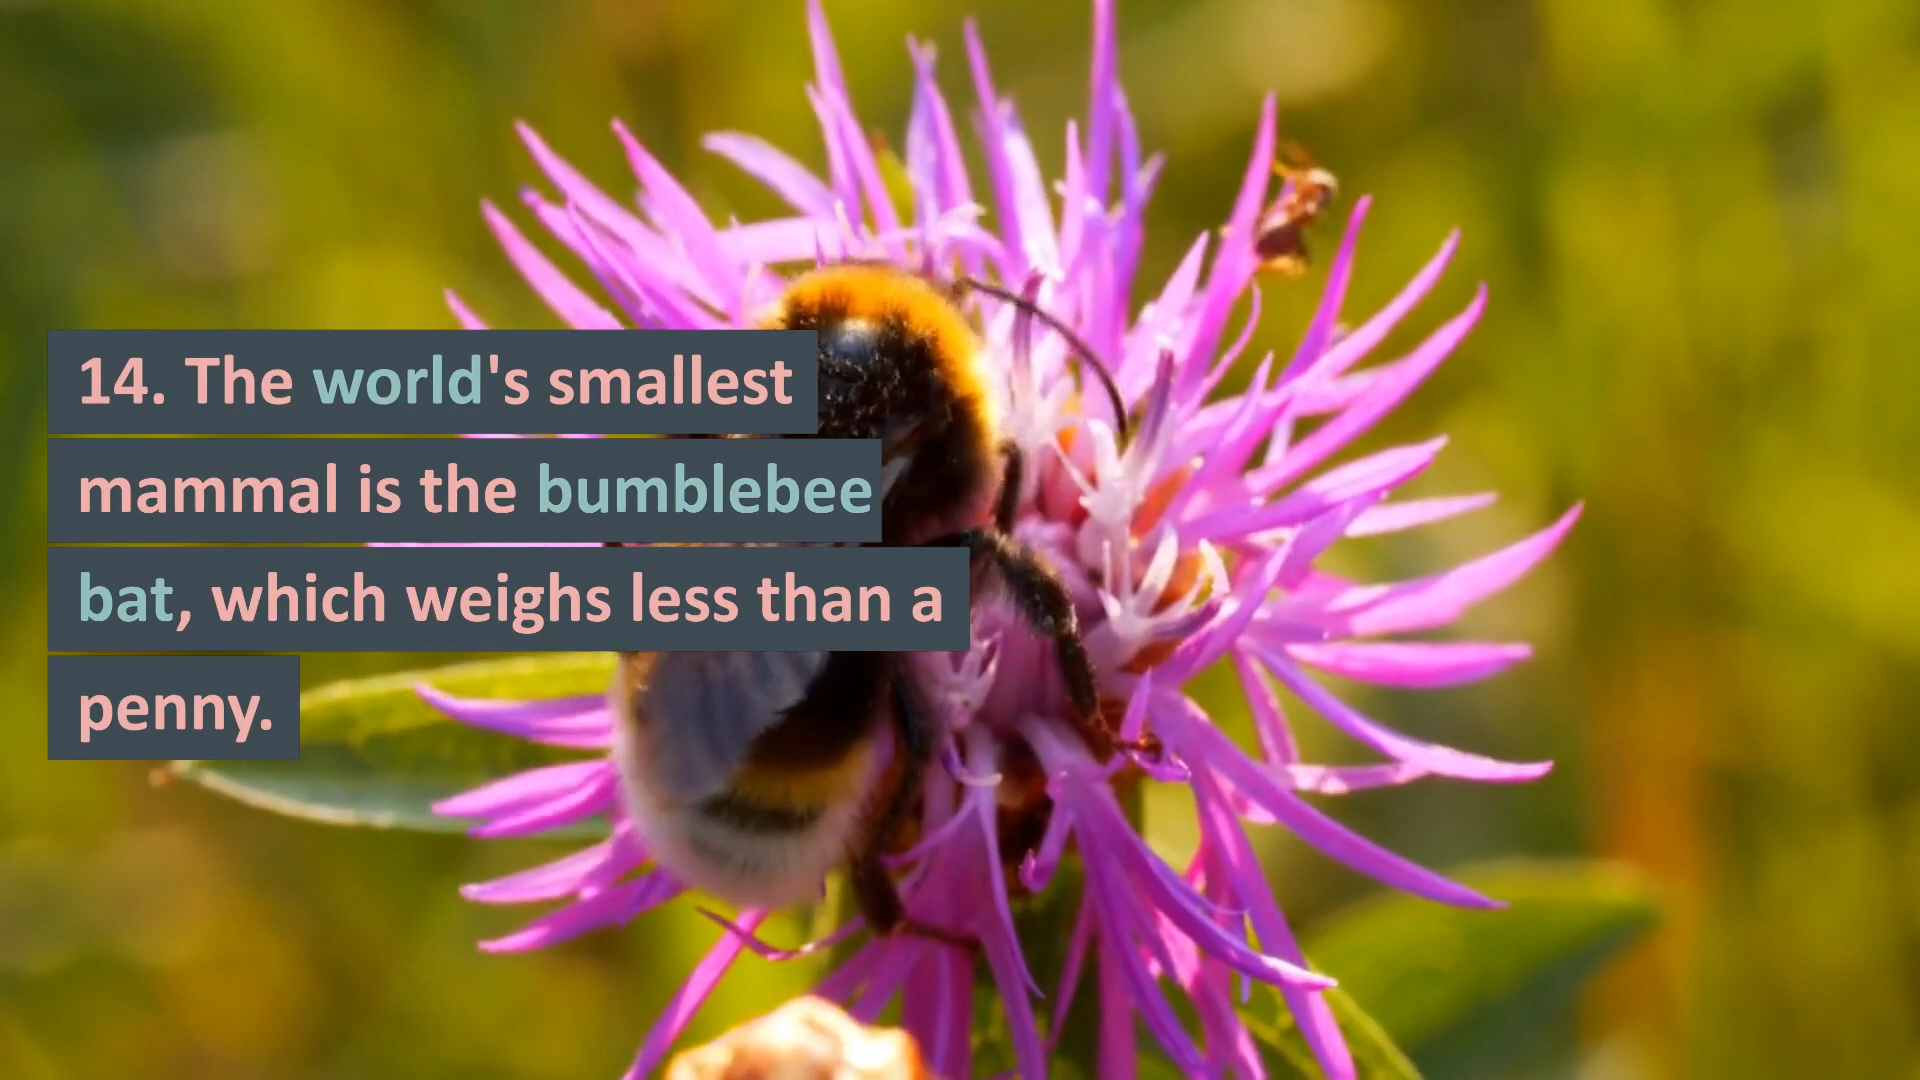 14. The world's smallest
mammal is the bumblebee
bat, which weighs less than a
penny.